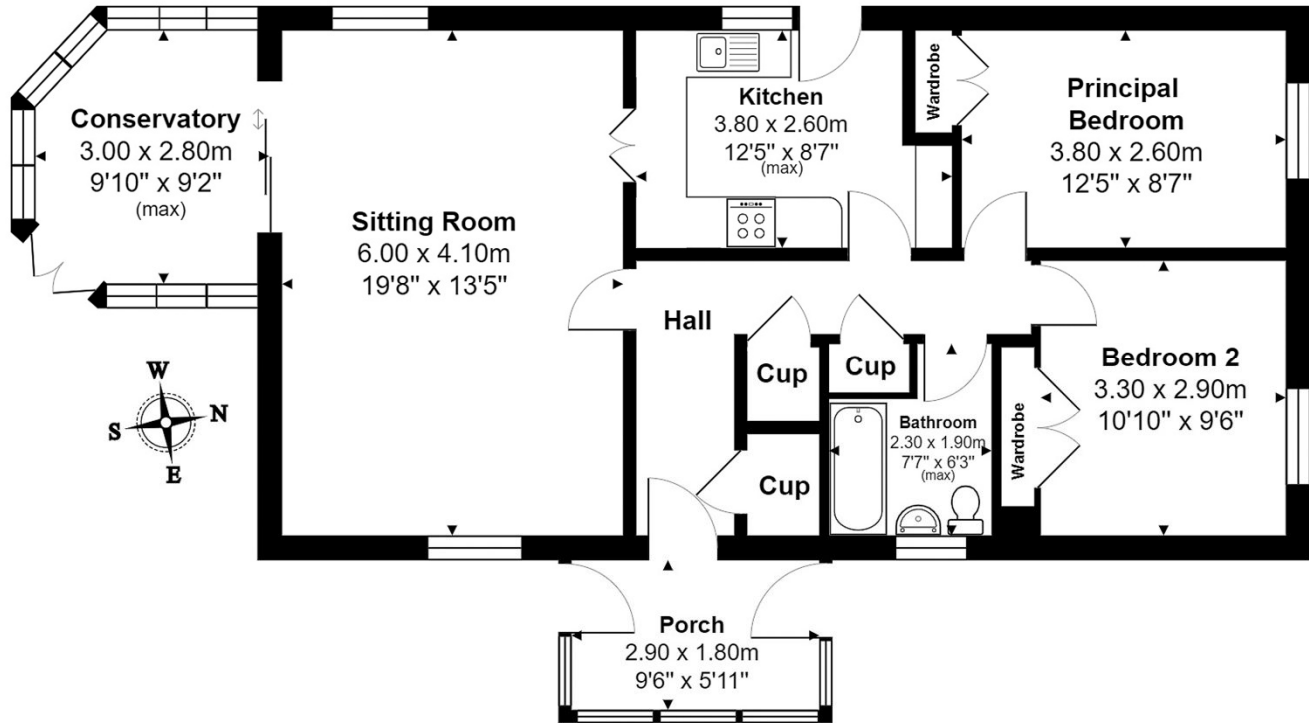 Conservatory
3.00 x 2.80m
9'10" x 9'2"
(max)
Sitting Room
6.00 x 4.10m
19'8" x 13'5"
Kitchen
3.80 x 2.60m
12'5" x 8'7"
(max)
Wardrobe
Principal
Bedroom
3.80 x 2.60m
12'5" x 8'7"
Hall
Cup
Cup
Cup
Bathroom
2.30 x 1.90m
7'7" x 6'3"
(max)
Wardrobe
Bedroom 2
3.30 x 2.90m
10'10" x 9'6"
W
N
S
E
Porch
2.90 x 1.80m
9'6" x 5'11"